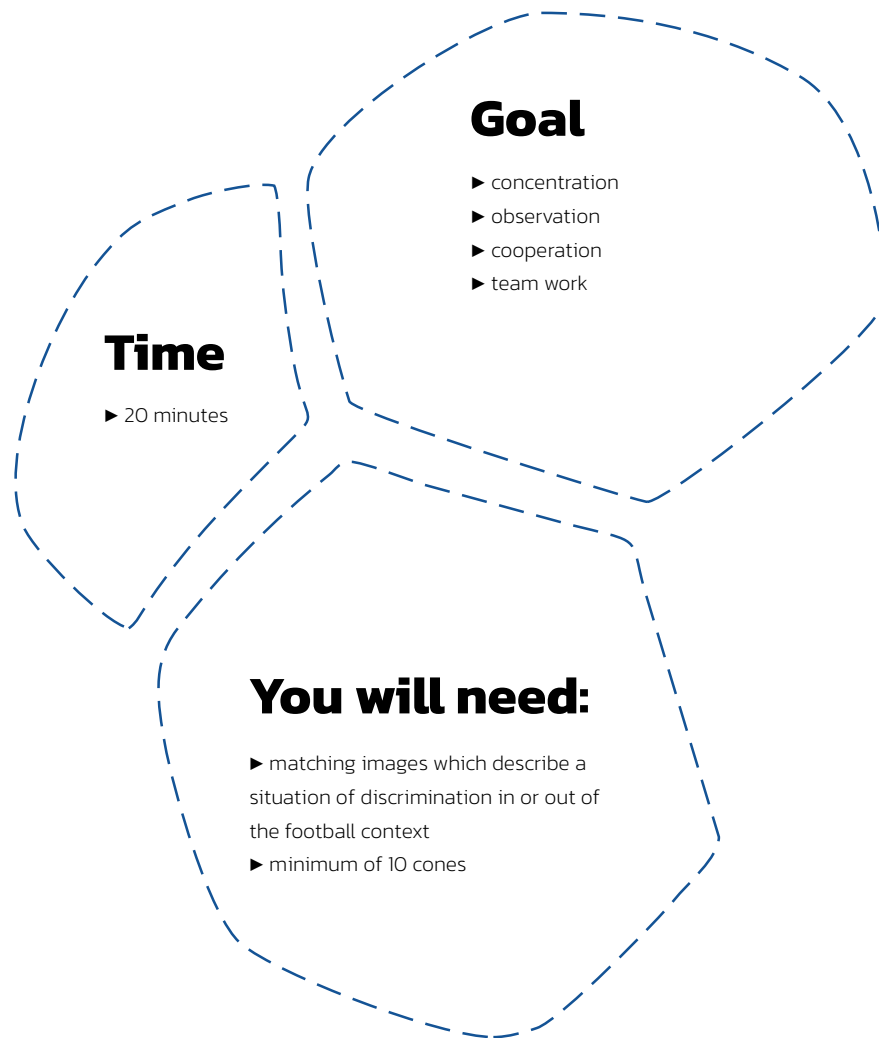 Goal
► concentration
► observation
► cooperation
► team work
Time
► 20 minutes
You will need:
► matching images which describe a
situation of discrimination in or out of
the football context
► minimum of 10 cones